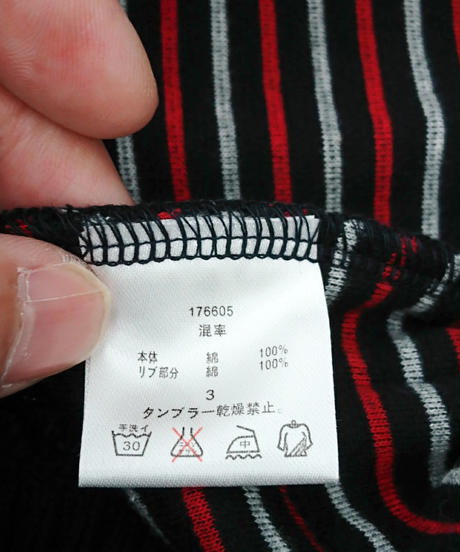 176605
混率
本体 綿 100%
リブ部分 綿 100%
3
タンブラー乾燥禁止。
手洗イ 30 中